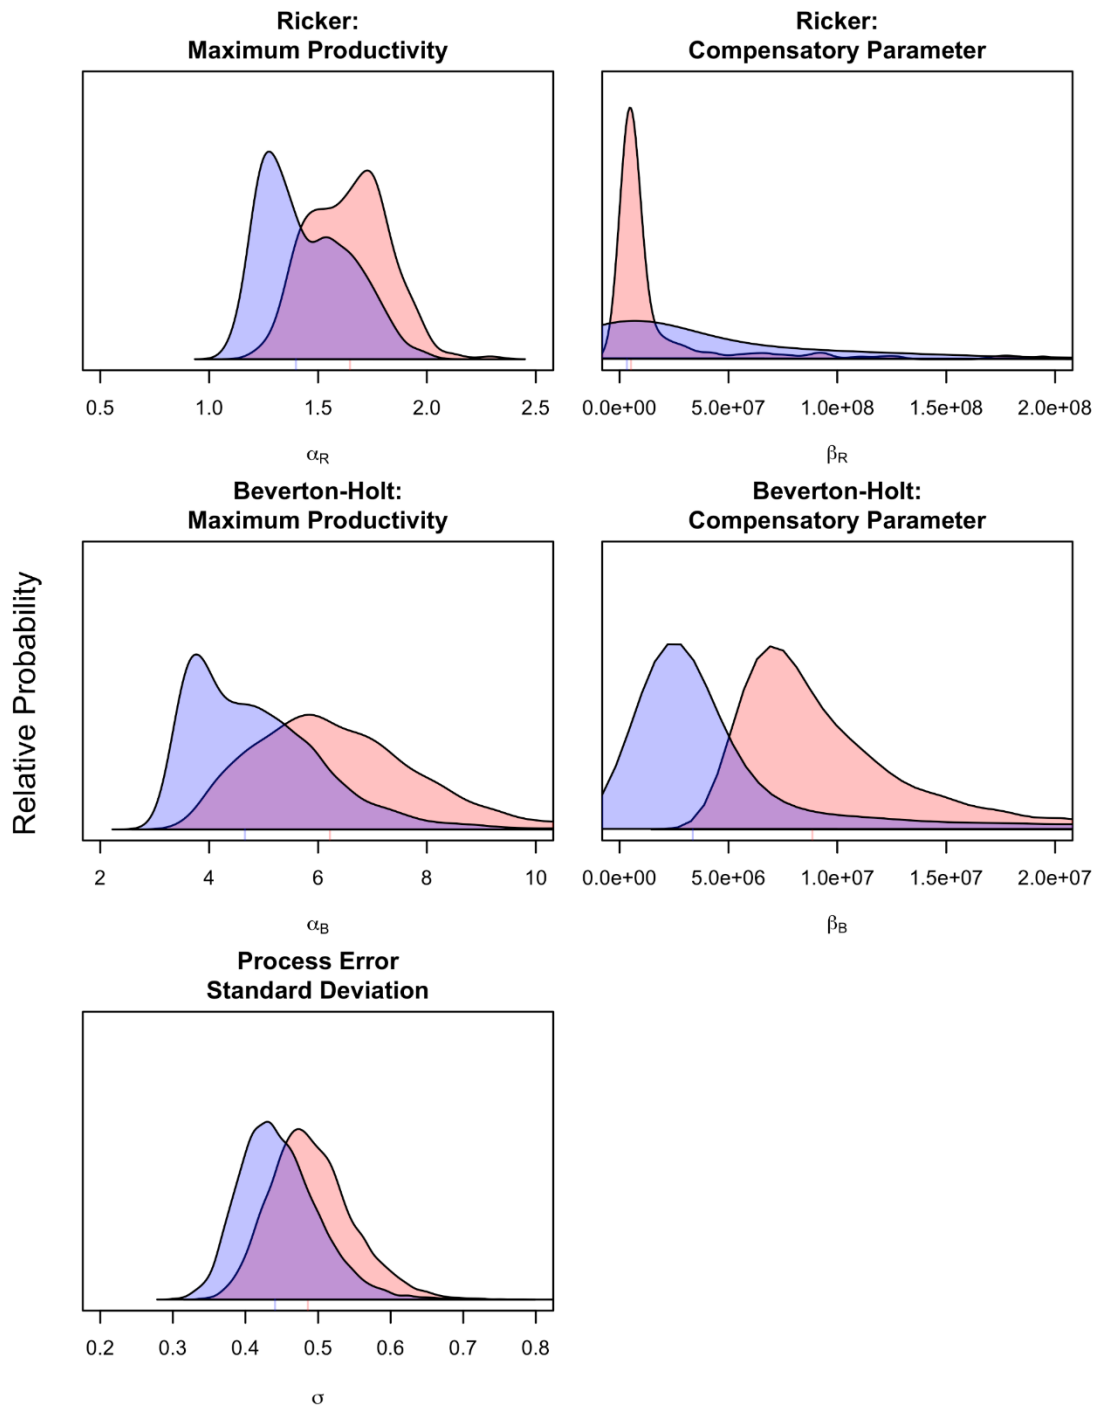 Ricker:
Maximum Productivity
0.5 1.0 1.5 2.0 2.5
αR
Ricker:
Compensatory Parameter
0.0e+00 5.0e+07 1.0e+08 1.5e+08 2.0e+08
βR
Relative Probability
Beverton-Holt:
Maximum Productivity
2 4 6 8 10
αB
Beverton-Holt:
Compensatory Parameter
0.0e+00 5.0e+06 1.0e+07 1.5e+07 2.0e+07
βB
Process Error
Standard Deviation
0.2 0.3 0.4 0.5 0.6 0.7 0.8
σ